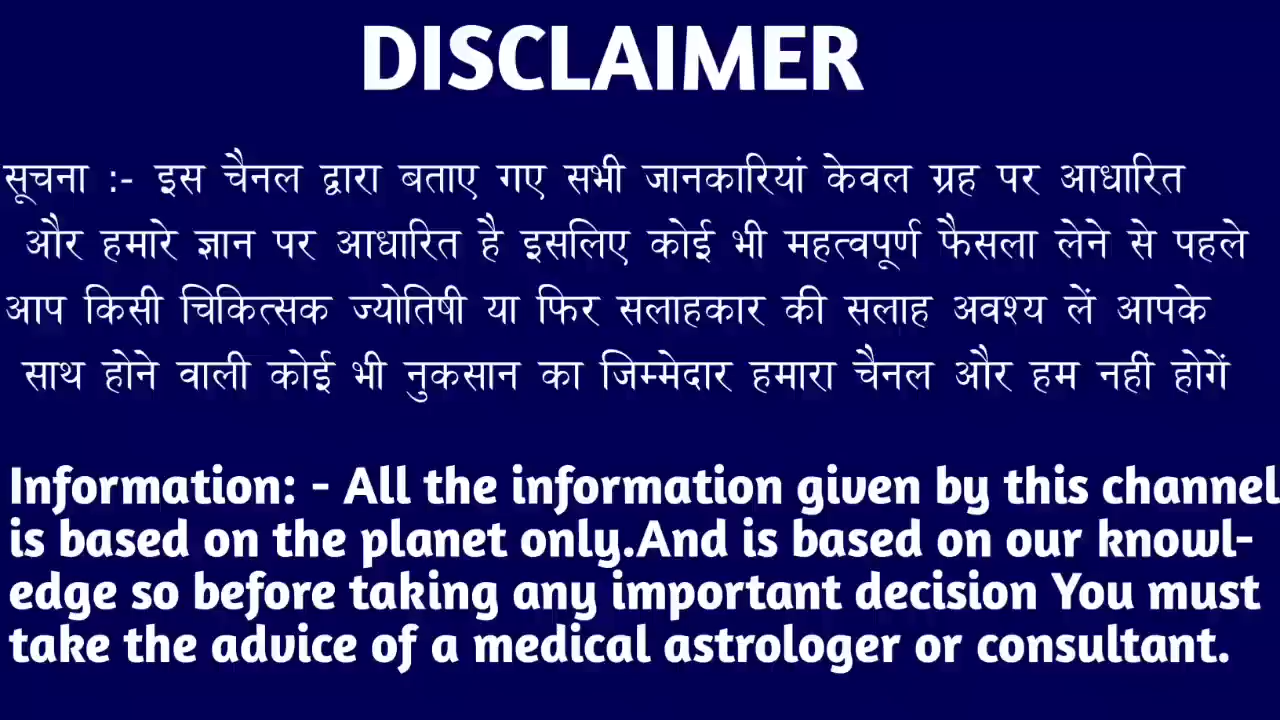 DISCLAIMER
सूचना :- इस चैनल द्वारा बताए गए सभी जानकारियां केवल ग्रह पर आधारित
और हमारे ज्ञान पर आधारित है इसलिए कोई भी महत्वपूर्ण फैसला लेने से पहले
आप किसी चिकित्सक ज्योतिषी या फिर सलाहकार की सलाह अवश्य लें आपके
साथ होने वाली कोई भी नुकसान का जिम्मेदार हमारा चैनल और हम नहीं होगें
Information: - All the information given by this channel
is based on the planet only.And is based on our knowl-
edge so before taking any important decision You must
take the advice of a medical astrologer or consultant.